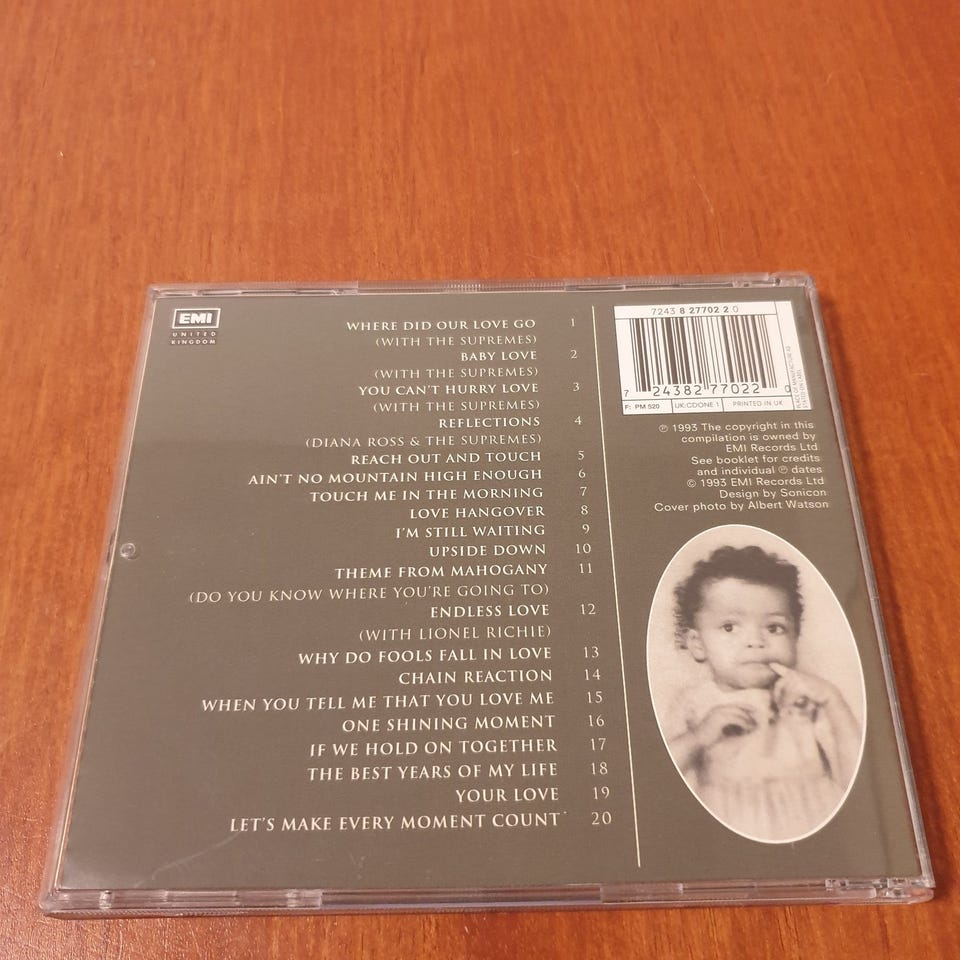 EMI
UNITED
KINGDOM
WHERE DID OUR LOVE GO 1
(WITH THE SUPREMES)
BABY LOVE 2
(WITH THE SUPREMES)
YOU CAN'T HURRY LOVE 3
(WITH THE SUPREMES)
REFLECTIONS 4
(DIANA ROSS & THE SUPREMES)
REACH OUT AND TOUCH 5
AIN'T NO MOUNTAIN HIGH ENOUGH 6
TOUCH ME IN THE MORNING 7
LOVE HANGOVER 8
I'M STILL WAITING 9
UPSIDE DOWN 10
THEME FROM MAHOGANY 11
(DO YOU KNOW WHERE YOU'RE GOING TO)
ENDLESS LOVE 12
(WITH LIONEL RICHIE)
WHY DO FOOLS FALL IN LOVE 13
CHAIN REACTION 14
WHEN YOU TELL ME THAT YOU LOVE ME 15
ONE SHINING MOMENT 16
IF WE HOLD ON TOGETHER 17
THE BEST YEARS OF MY LIFE 18
YOUR LOVE 19
LET'S MAKE EVERY MOMENT COUNT 20
7243 8 27702 2 0
7 24382 77022 0
PLACE OF MANUFACTURE AS
STATED ON LABEL
F: PM 520 UK:CDONE 1 PRINTED IN UK
℗ 1993 The copyright in this
compilation is owned by
EMI Records Ltd
See booklet for credits
and individual ℗ dates
© 1993 EMI Records Ltd
Design by Sonicon
Cover photo by Albert Watson